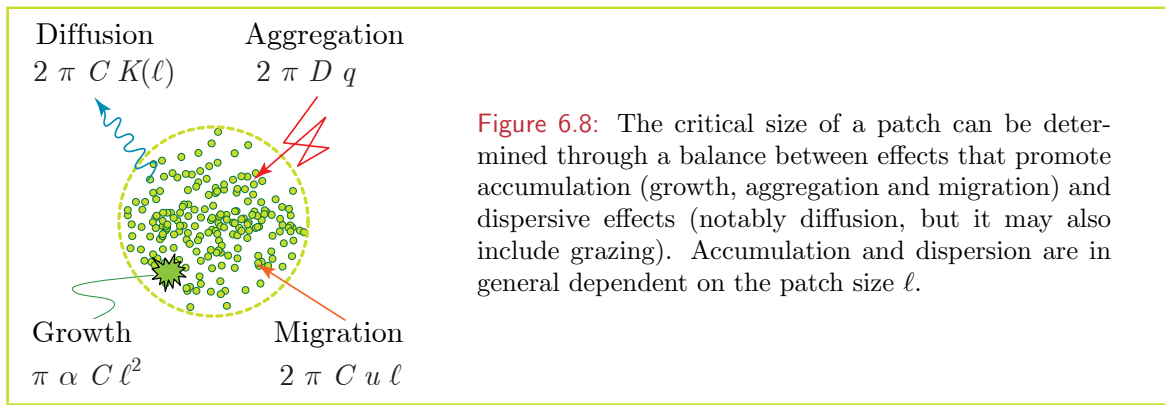 Diffusion
2 π C K(ℓ)
Aggregation
2 π D q
Growth
π α C ℓ²
Migration
2 π C u ℓ
Figure 6.8: The critical size of a patch can be deter-
mined through a balance between effects that promote
accumulation (growth, aggregation and migration) and
dispersive effects (notably diffusion, but it may also
include grazing). Accumulation and dispersion are in
general dependent on the patch size ℓ.